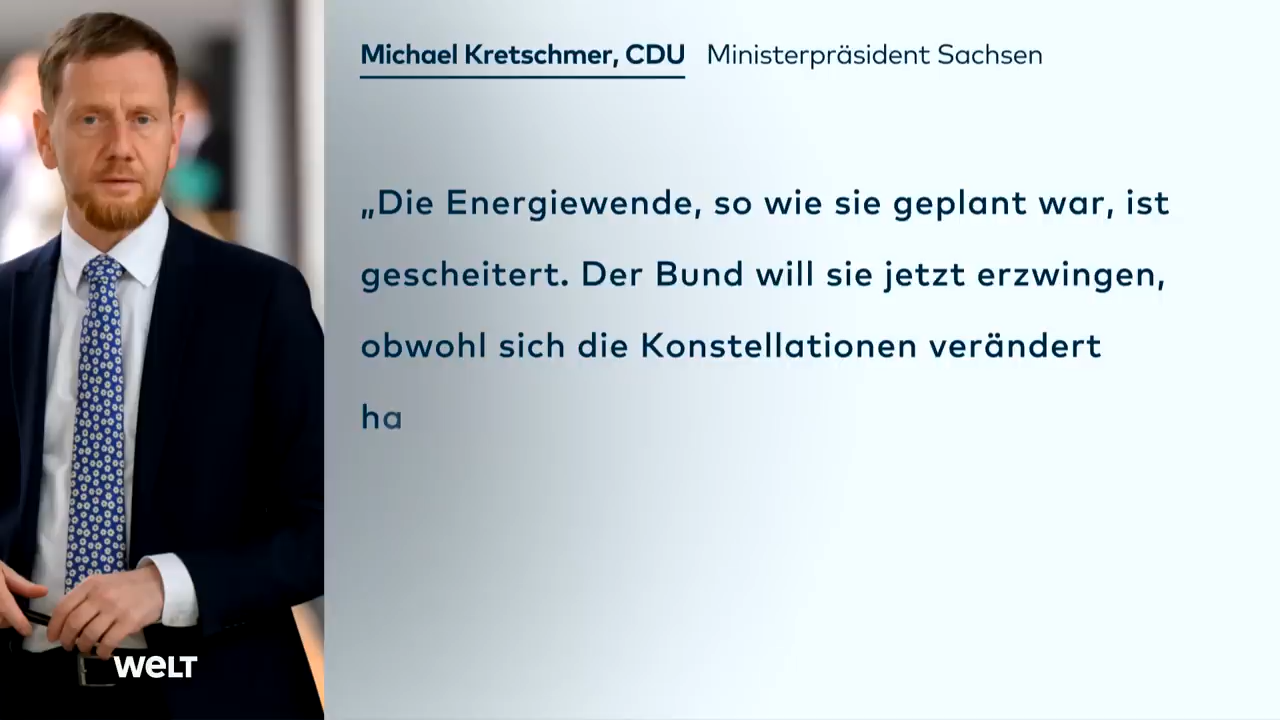 Michael Kretschmer, CDU Ministerpräsident Sachsen
„Die Energiewende, so wie sie geplant war, ist
gescheitert. Der Bund will sie jetzt erzwingen,
obwohl sich die Konstellationen verändert
ha
WELT